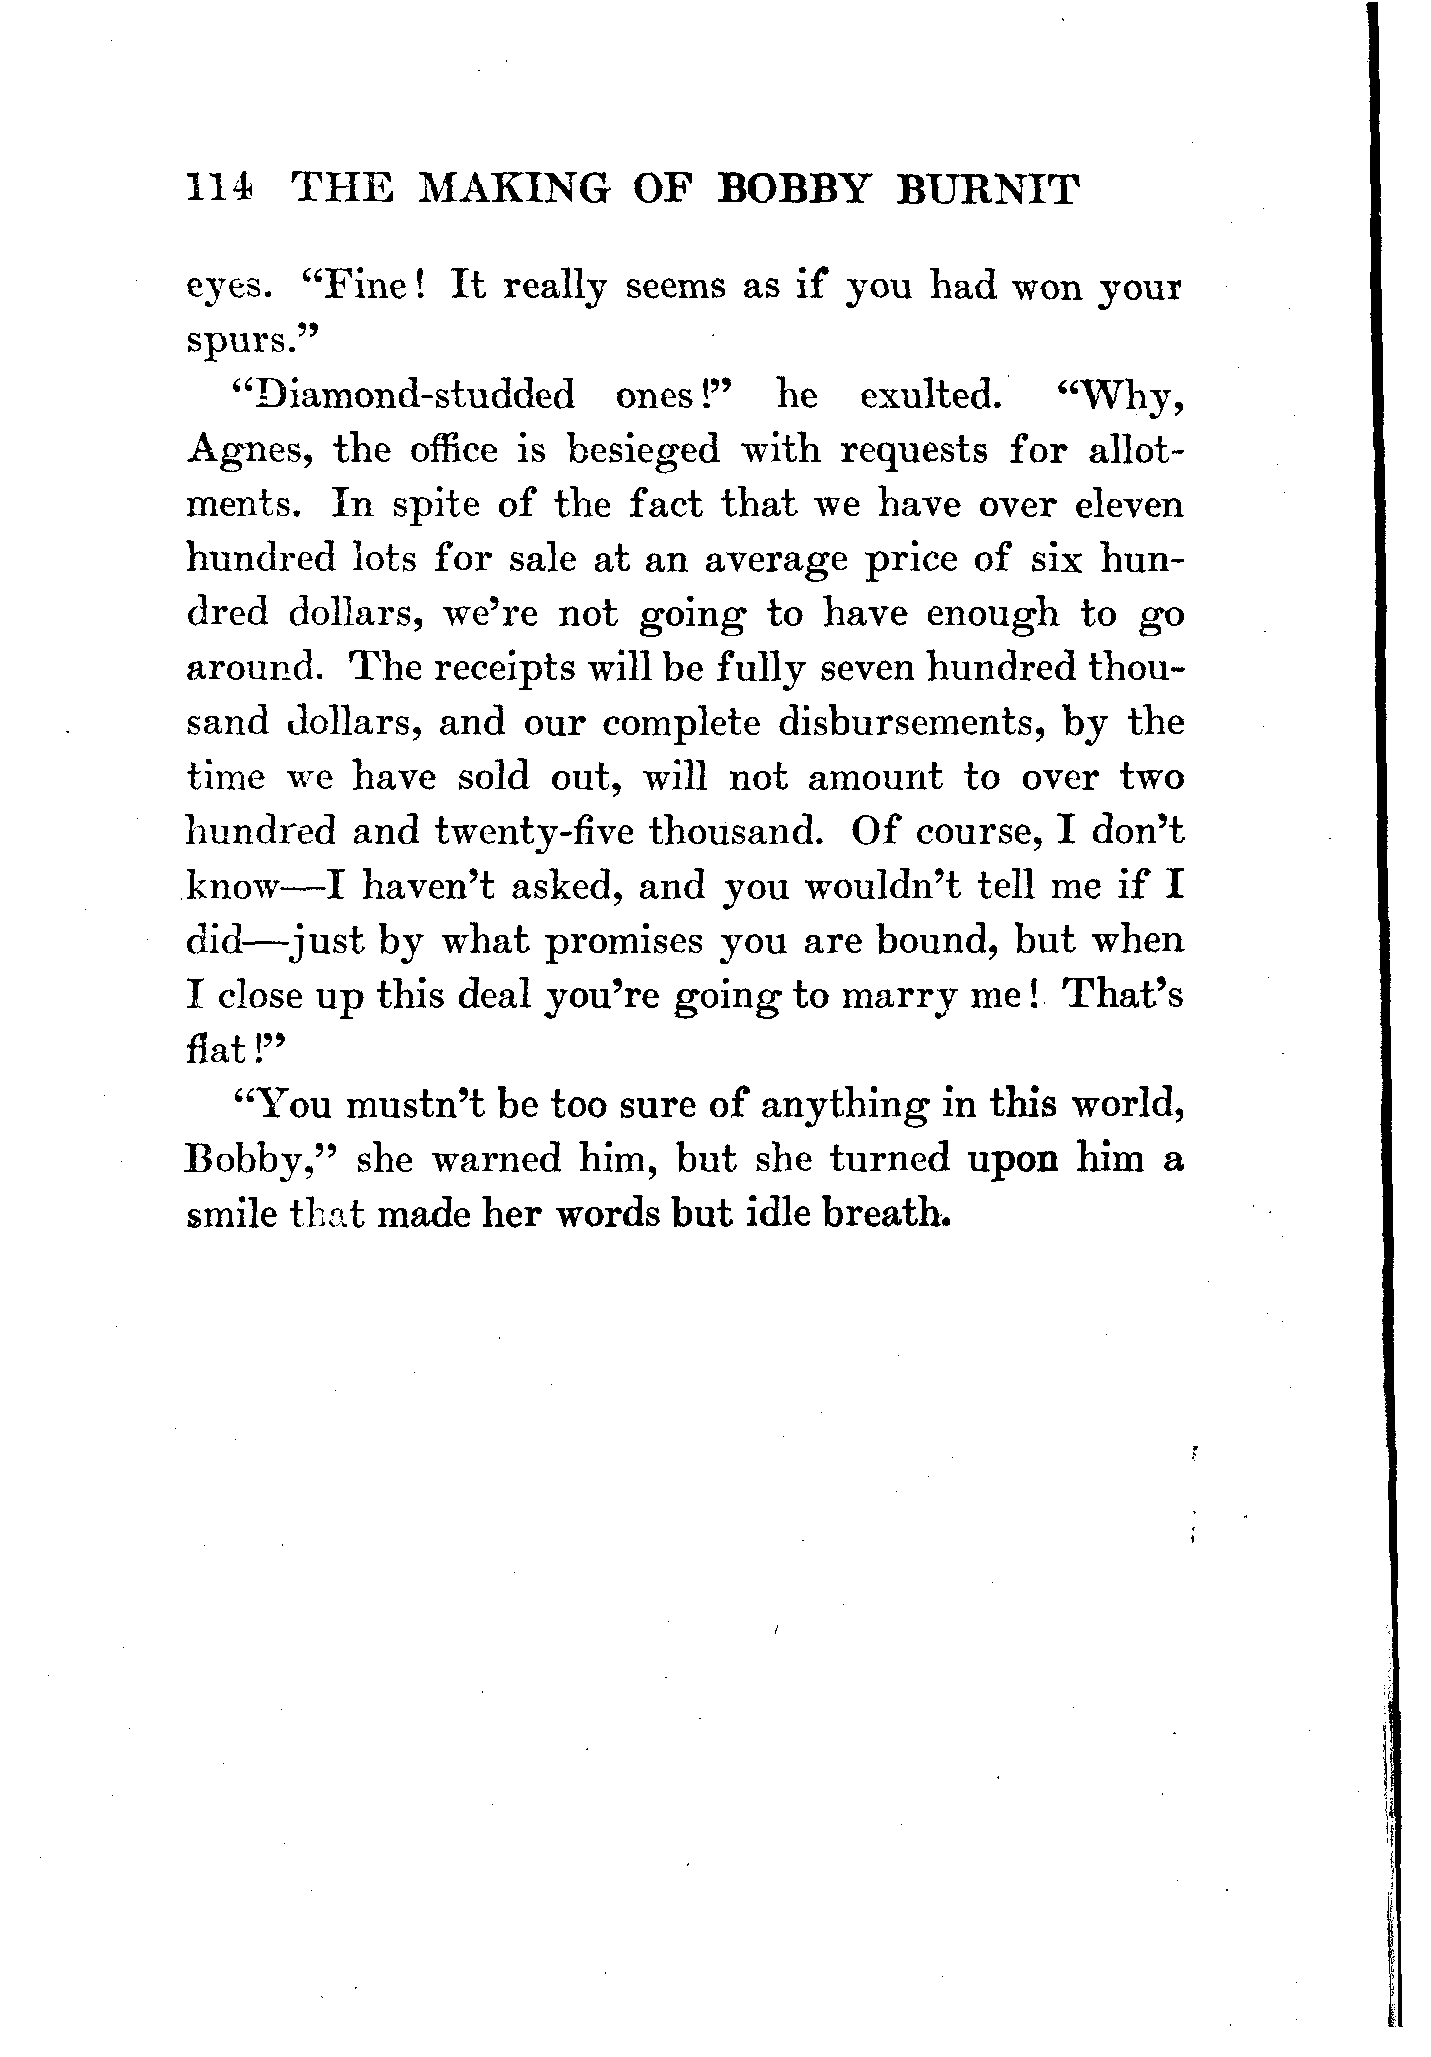 114 THE MAKING OF BOBBY BURNIT
eyes. “Fine! It really seems as if you had won your
spurs.”
“Diamond-studded ones!” he exulted. “Why,
Agnes, the office is besieged with requests for allot-
ments. In spite of the fact that we have over eleven
hundred lots for sale at an average price of six hun-
dred dollars, we’re not going to have enough to go
around. The receipts will be fully seven hundred thou-
sand dollars, and our complete disbursements, by the
time we have sold out, will not amount to over two
hundred and twenty-five thousand. Of course, I don’t
know—I haven’t asked, and you wouldn’t tell me if I
did—just by what promises you are bound, but when
I close up this deal you’re going to marry me! That’s
flat!”
“You mustn’t be too sure of anything in this world,
Bobby,” she warned him, but she turned upon him a
smile that made her words but idle breath.